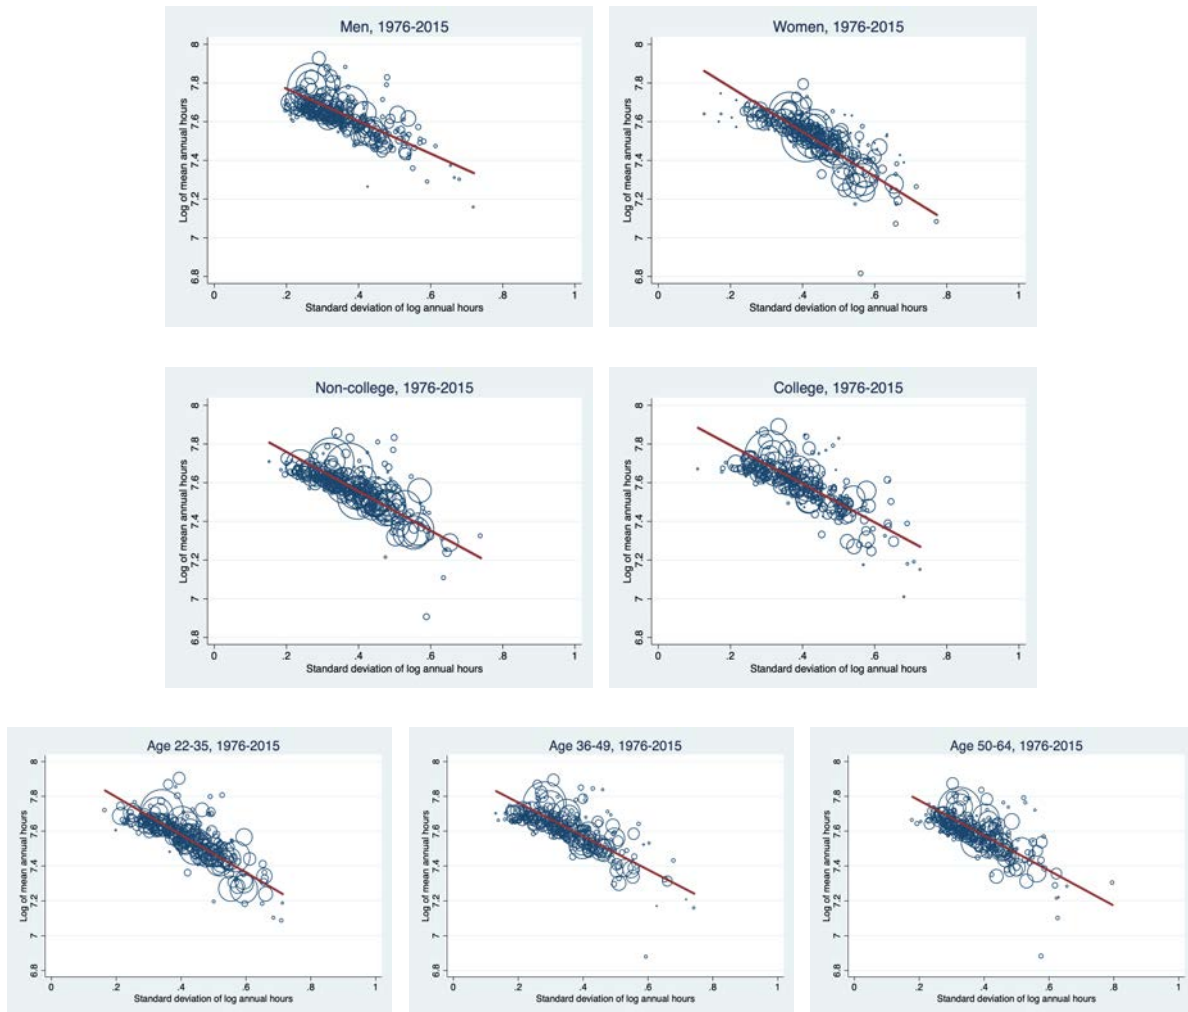 Men, 1976-2015
Log of mean annual hours
8
7.8
7.6
7.4
7.2
7
6.8
0 .2 .4 .6 .8 1
Standard deviation of log annual hours
Women, 1976-2015
Log of mean annual hours
8
7.8
7.6
7.4
7.2
7
6.8
0 .2 .4 .6 .8 1
Standard deviation of log annual hours
Non-college, 1976-2015
Log of mean annual hours
8
7.8
7.6
7.4
7.2
7
6.8
0 .2 .4 .6 .8 1
Standard deviation of log annual hours
College, 1976-2015
Log of mean annual hours
8
7.8
7.6
7.4
7.2
7
6.8
0 .2 .4 .6 .8 1
Standard deviation of log annual hours
Age 22-35, 1976-2015
Log of mean annual hours
8
7.8
7.6
7.4
7.2
7
6.8
0 .2 .4 .6 .8 1
Standard deviation of log annual hours
Age 36-49, 1976-2015
Log of mean annual hours
8
7.8
7.6
7.4
7.2
7
6.8
0 .2 .4 .6 .8 1
Standard deviation of log annual hours
Age 50-64, 1976-2015
Log of mean annual hours
8
7.8
7.6
7.4
7.2
7
6.8
0 .2 .4 .6 .8 1
Standard deviation of log annual hours